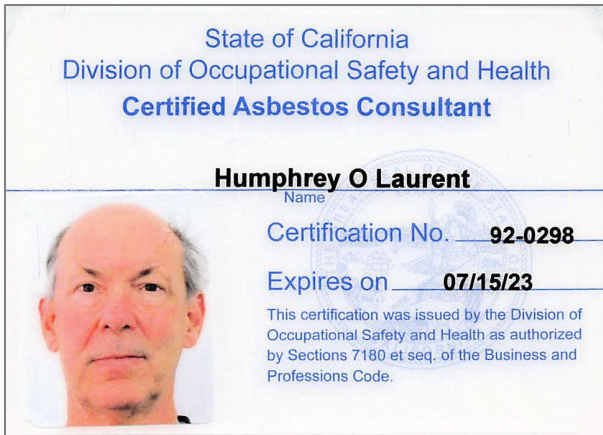 State of California
Division of Occupational Safety and Health
Certified Asbestos Consultant
Humphrey O Laurent
Name
Certification No. 92-0298
Expires on 07/15/23
This certification was issued by the Division of
Occupational Safety and Health as authorized
by Sections 7180 et seq. of the Business and
Professions Code.